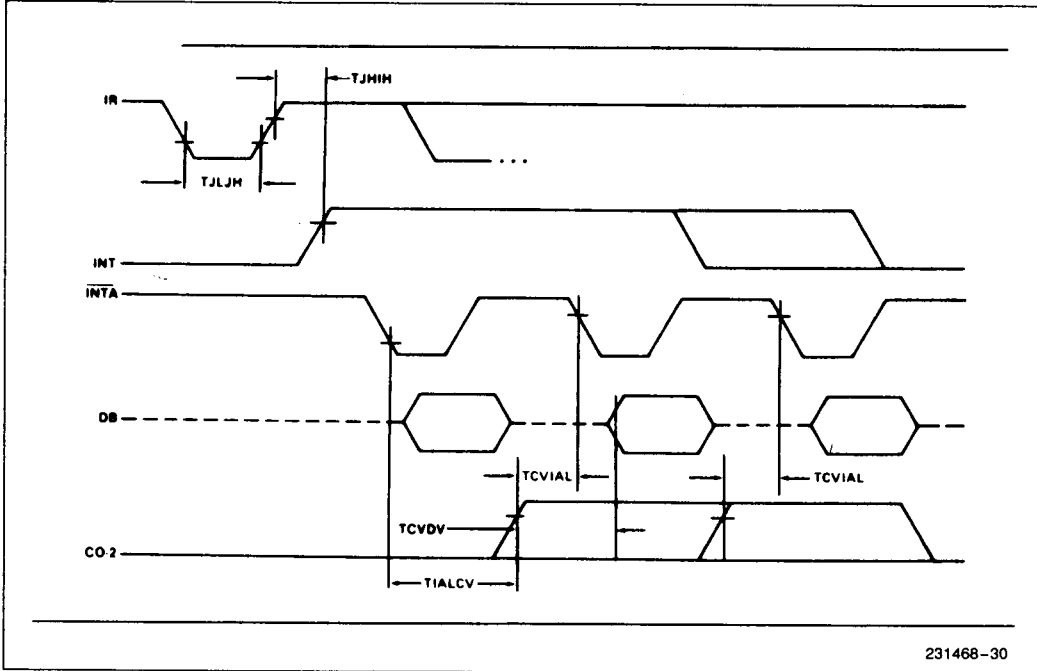 TJHIH
IR
...
TJLJH
INT
INTA
DB
TCVIAL
TCVIAL
TCVDV
CO-2
TIALCV
231468-30